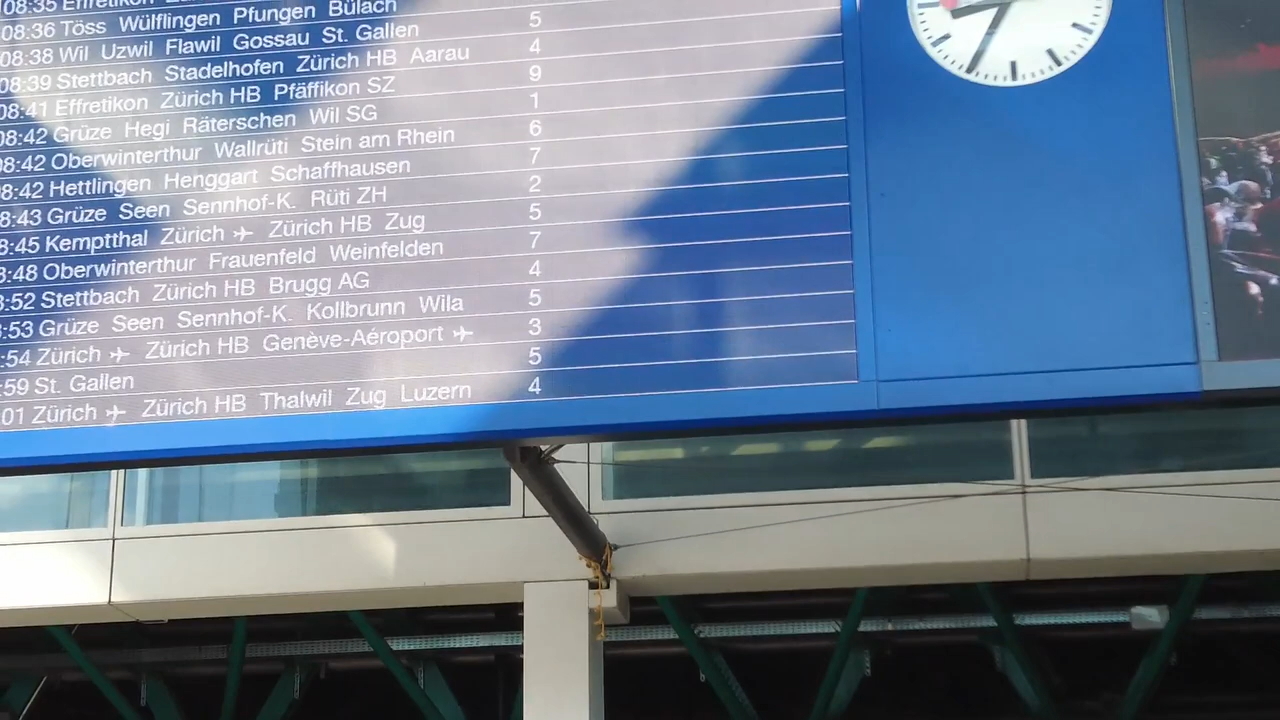 08:35 Effretikon
08:36 Töss Wülflingen Pfungen Bülach
08:38 Wil Uzwil Flawil Gossau St. Gallen 5
08:39 Stettbach Stadelhofen Zürich HB Aarau 4
08:41 Effretikon Zürich HB Pfäffikon SZ 9
08:42 Grüze Hegi Räterschen Wil SG 1
08:42 Oberwinterthur Wallrüti Stein am Rhein 6
8:42 Hettlingen Henggart Schaffhausen 7
8:43 Grüze Seen Sennhof-K. Rüti ZH 2
8:45 Kemptthal Zürich ✈ Zürich HB Zug 5
8:48 Oberwinterthur Frauenfeld Weinfelden 7
8:52 Stettbach Zürich HB Brugg AG 4
:53 Grüze Seen Sennhof-K. Kollbrunn Wila 5
:54 Zürich ✈ Zürich HB Genève-Aéroport ✈ 3
:59 St. Gallen 5
01 Zürich ✈ Zürich HB Thalwil Zug Luzern 4